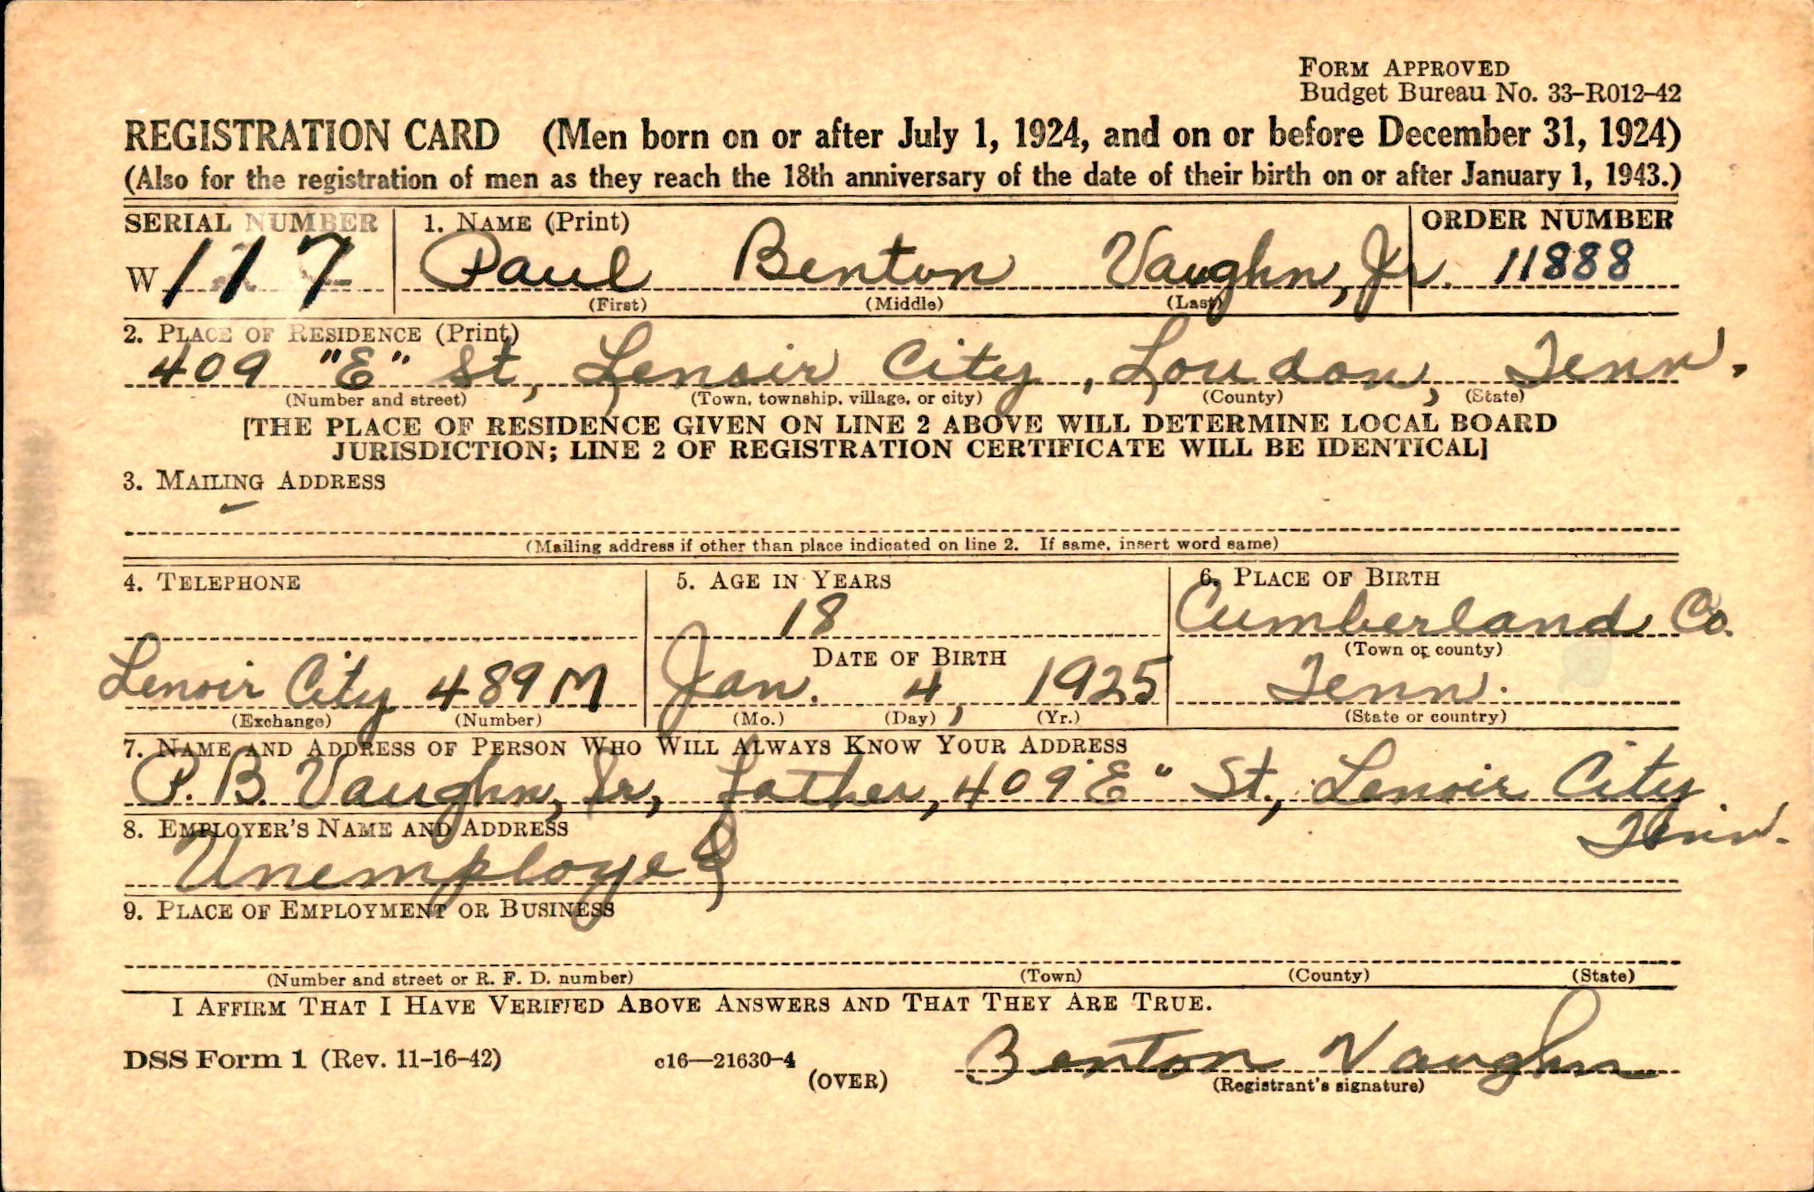 FORM APPROVED
Budget Bureau No. 33-R012-42
REGISTRATION CARD (Men born on or after July 1, 1924, and on or before December 31, 1924)
(Also for the registration of men as they reach the 18th anniversary of the date of their birth on or after January 1, 1943.)
SERIAL NUMBER 1. NAME (Print) ORDER NUMBER
W 117 Paul Benton Vaughn, Jr. 11888
(First) (Middle) (Last)
2. PLACE OF RESIDENCE (Print)
409 "E" St, Lenoir City, Loudon, Tenn.
(Number and street) (Town, township, village, or city) (County) (State)
[THE PLACE OF RESIDENCE GIVEN ON LINE 2 ABOVE WILL DETERMINE LOCAL BOARD
JURISDICTION; LINE 2 OF REGISTRATION CERTIFICATE WILL BE IDENTICAL]
3. MAILING ADDRESS
(Mailing address if other than place indicated on line 2. If same, insert word same)
4. TELEPHONE 5. AGE IN YEARS 6. PLACE OF BIRTH
18 Cumberland Co.
DATE OF BIRTH (Town or county)
Lenoir City 489M Jan. 4, 1925 Tenn.
(Exchange) (Number) (Mo.) (Day) (Yr.) (State or country)
7. NAME AND ADDRESS OF PERSON WHO WILL ALWAYS KNOW YOUR ADDRESS
P. B. Vaughn, Sr, father, 409 "E" St., Lenoir City
Tenn.
8. EMPLOYER'S NAME AND ADDRESS
Unemployed
9. PLACE OF EMPLOYMENT OR BUSINESS
(Number and street or R. F. D. number) (Town) (County) (State)
I AFFIRM THAT I HAVE VERIFIED ABOVE ANSWERS AND THAT THEY ARE TRUE.
DSS Form 1 (Rev. 11-16-42) c16—21630-4 Benton Vaughn
(OVER) (Registrant's signature)